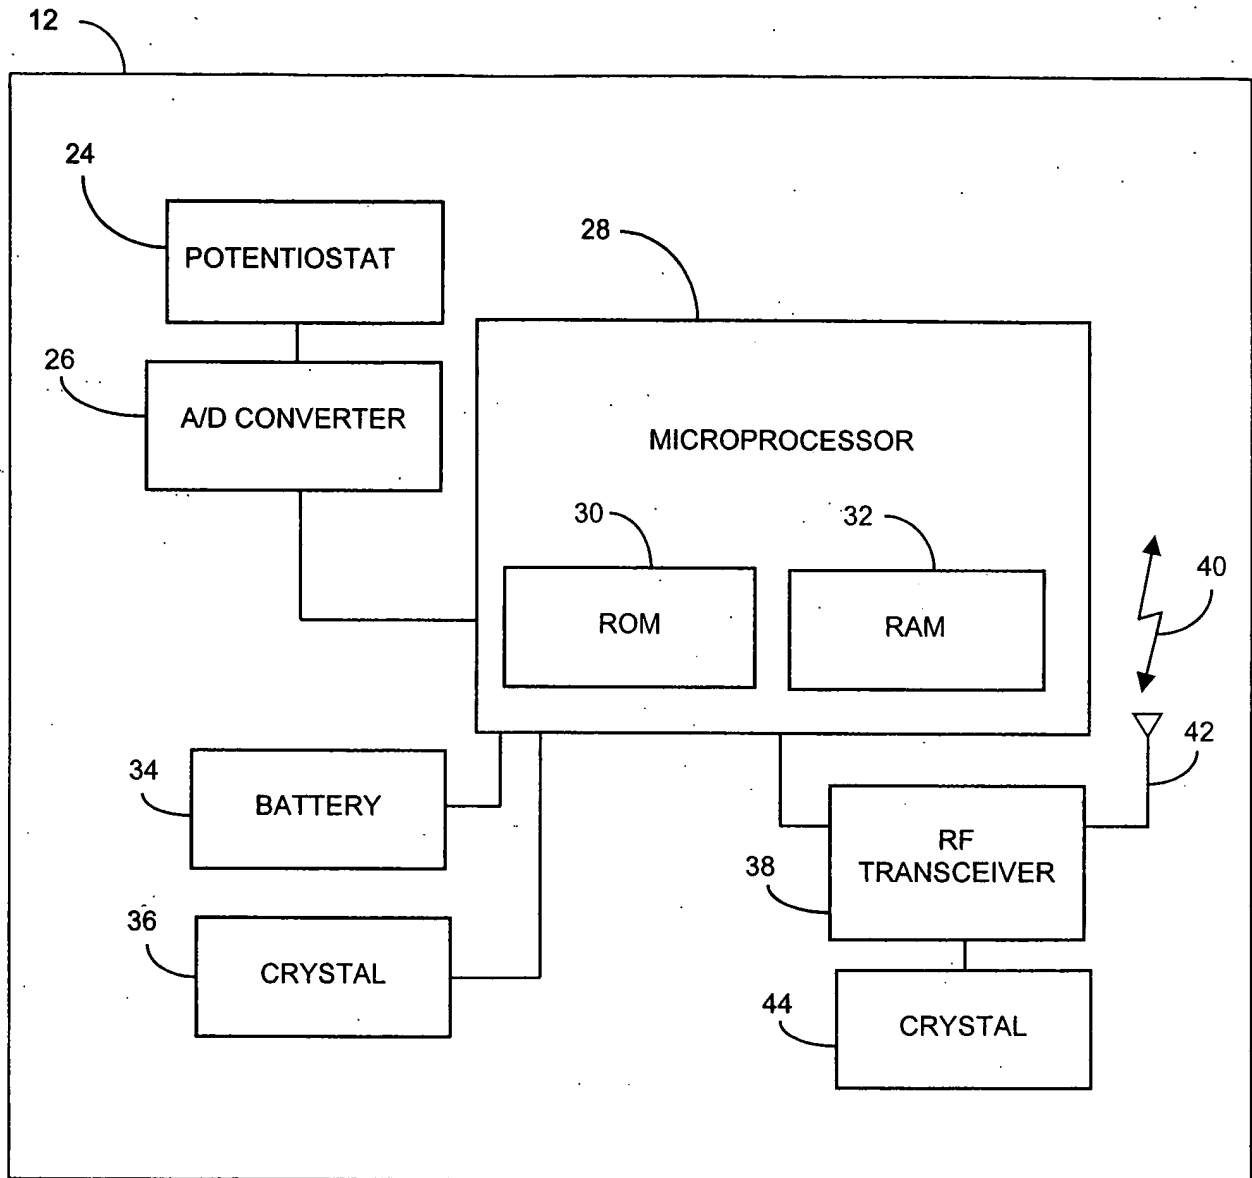 12
24
POTENTIOSTAT
28
26
A/D CONVERTER
MICROPROCESSOR
30
32
40
ROM
RAM
42
34
BATTERY
RF
TRANSCEIVER
38
36
CRYSTAL
44
CRYSTAL